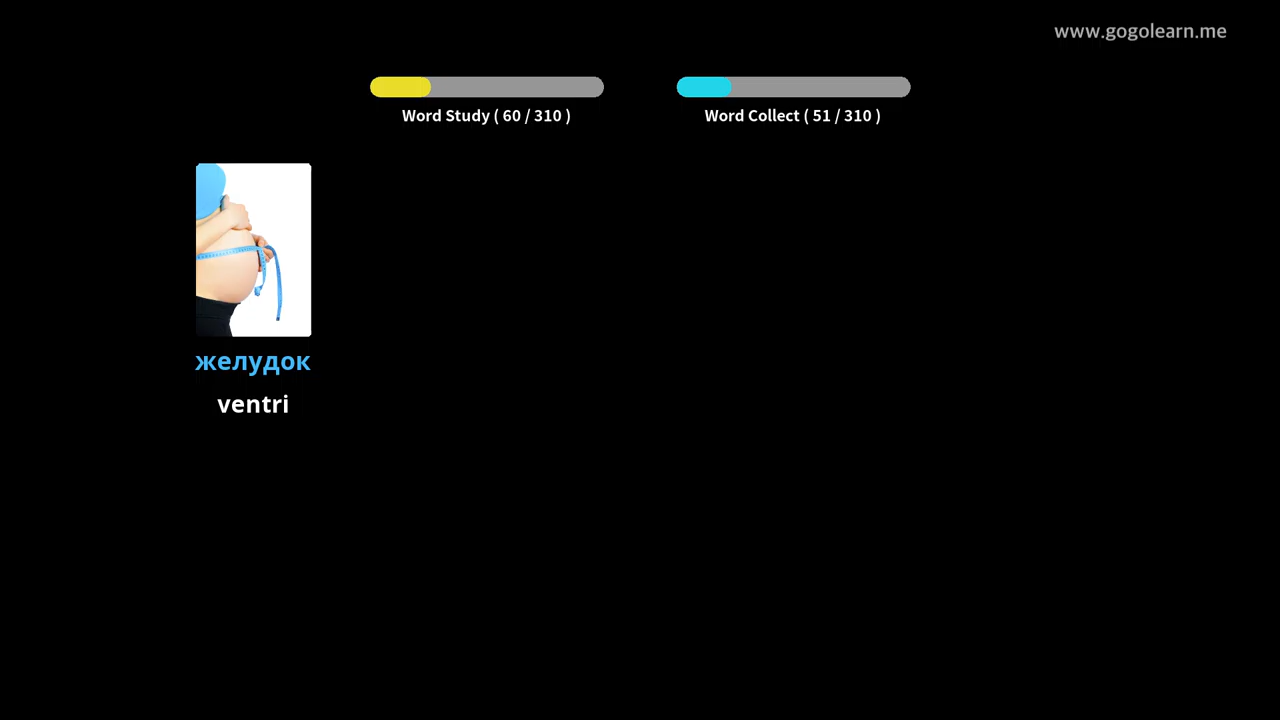 www.gogolearn.me
Word Study ( 60 / 310 )
Word Collect ( 51 / 310 )
желудок
ventri